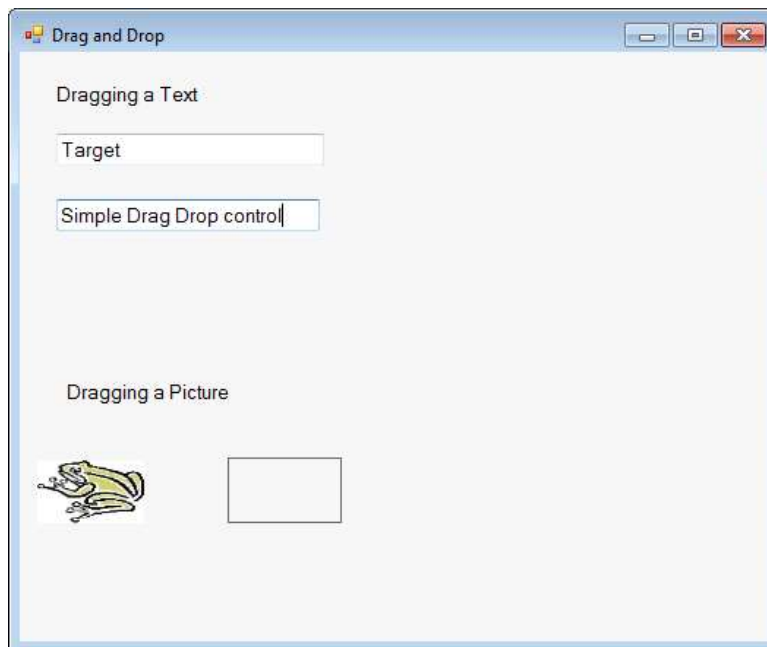 Drag and Drop
Dragging a Text
Target
Simple Drag Drop control
Dragging a Picture